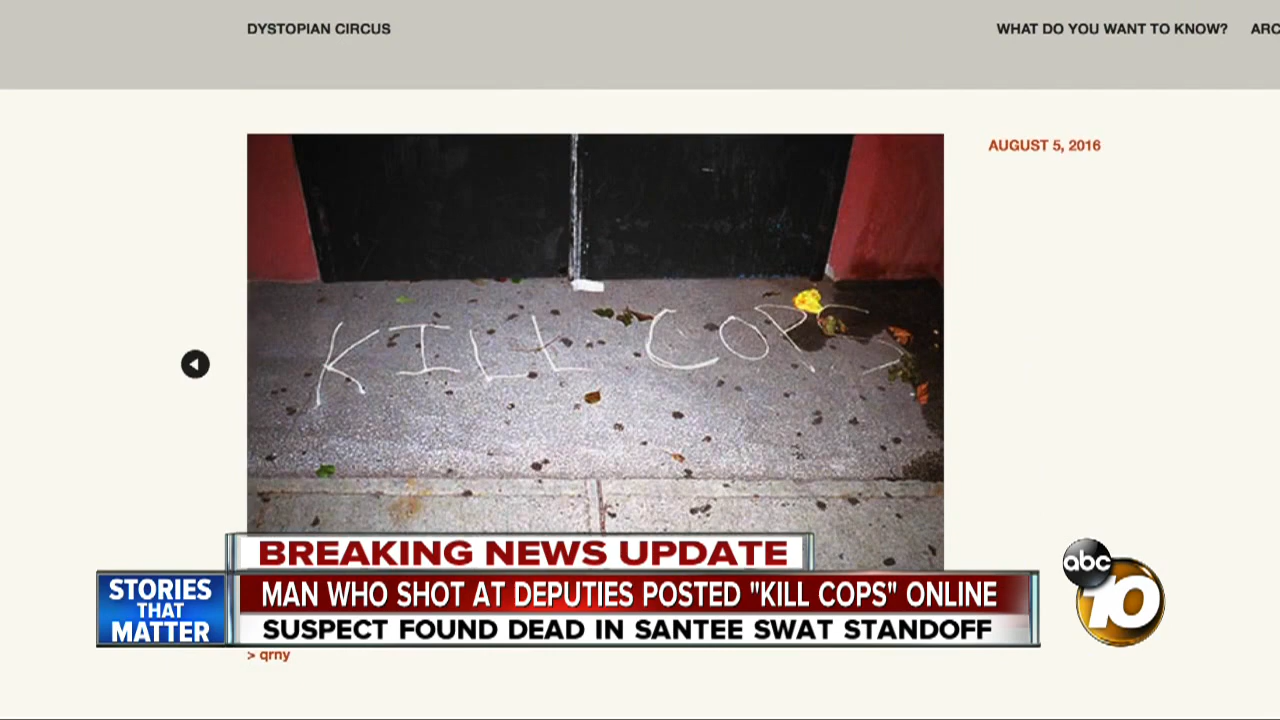 DYSTOPIAN CIRCUS
WHAT DO YOU WANT TO KNOW? ARC
AUGUST 5, 2016
KILL COPS
BREAKING NEWS UPDATE
STORIES
THAT
MATTER
MAN WHO SHOT AT DEPUTIES POSTED "KILL COPS" ONLINE
SUSPECT FOUND DEAD IN SANTEE SWAT STANDOFF
abc
10
> qrny